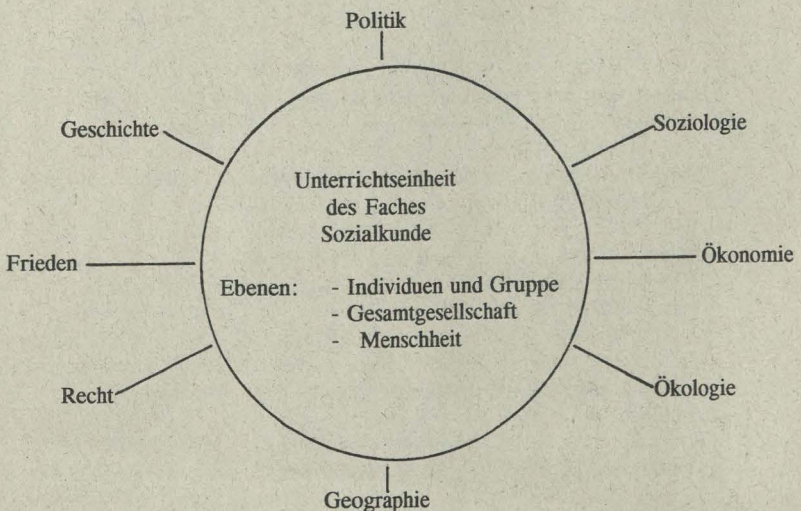 Politik
Geschichte
Soziologie
Unterrichtseinheit
des Faches
Sozialkunde
Frieden
Ökonomie
Ebenen: - Individuen und Gruppe
- Gesamtgesellschaft
- Menschheit
Recht
Ökologie
Geographie